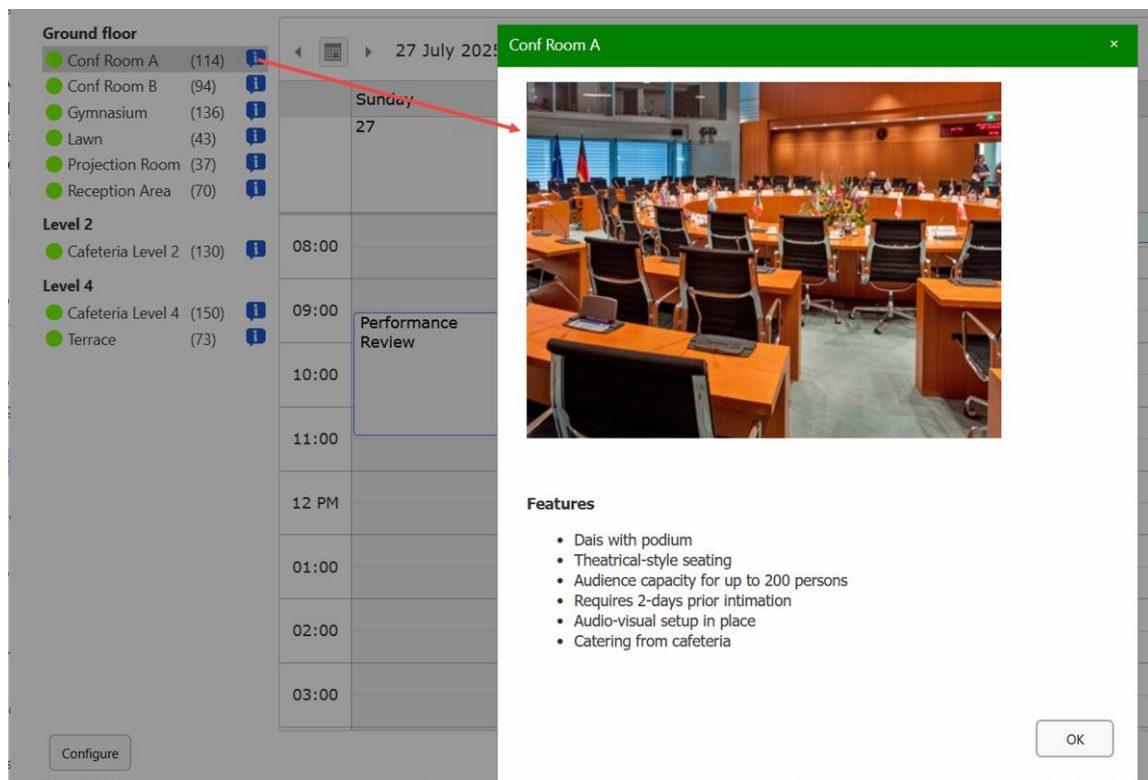 Ground floor
Conf Room A (114)
Conf Room B (94)
Gymnasium (136)
Lawn (43)
Projection Room (37)
Reception Area (70)
Level 2
Cafeteria Level 2 (130)
Level 4
Cafeteria Level 4 (150)
Terrace (73)
Configure
27 July 2025
Sunday
27
08:00
09:00
Performance
Review
10:00
11:00
12 PM
01:00
02:00
03:00
Conf Room A
×
Features
• Dais with podium
• Theatrical-style seating
• Audience capacity for up to 200 persons
• Requires 2-days prior intimation
• Audio-visual setup in place
• Catering from cafeteria
OK